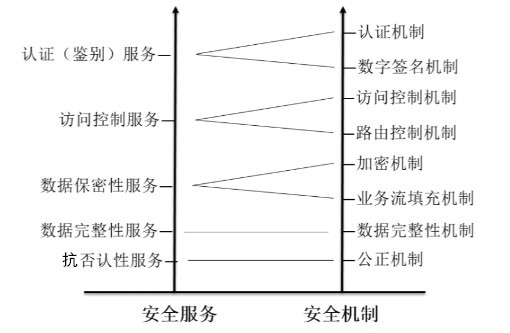 认证（鉴别）服务
认证机制
数字签名机制
访问控制服务
访问控制机制
路由控制机制
数据保密性服务
加密机制
业务流填充机制
数据完整性服务
数据完整性机制
抗否认性服务
公正机制
安全服务
安全机制